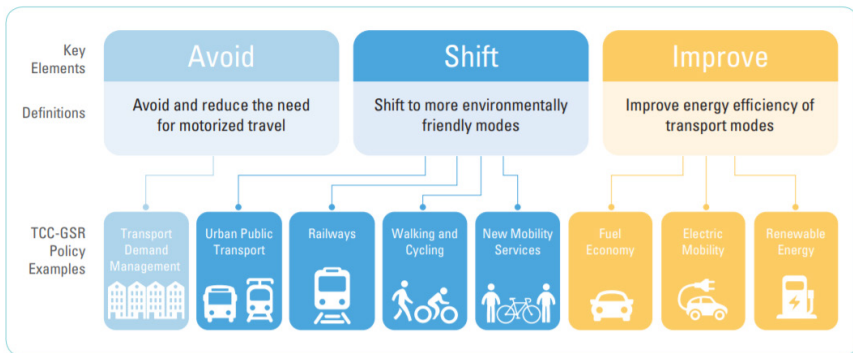 Key
Elements
Avoid
Shift
Improve
Definitions
Avoid and reduce the need
for motorized travel
Shift to more environmentally
friendly modes
Improve energy efficiency of
transport modes
TCC-GSR
Policy
Examples
Transport
Demand
Management
Urban Public
Transport
Railways
Walking and
Cycling
New Mobility
Services
Fuel
Economy
Electric
Mobility
Renewable
Energy